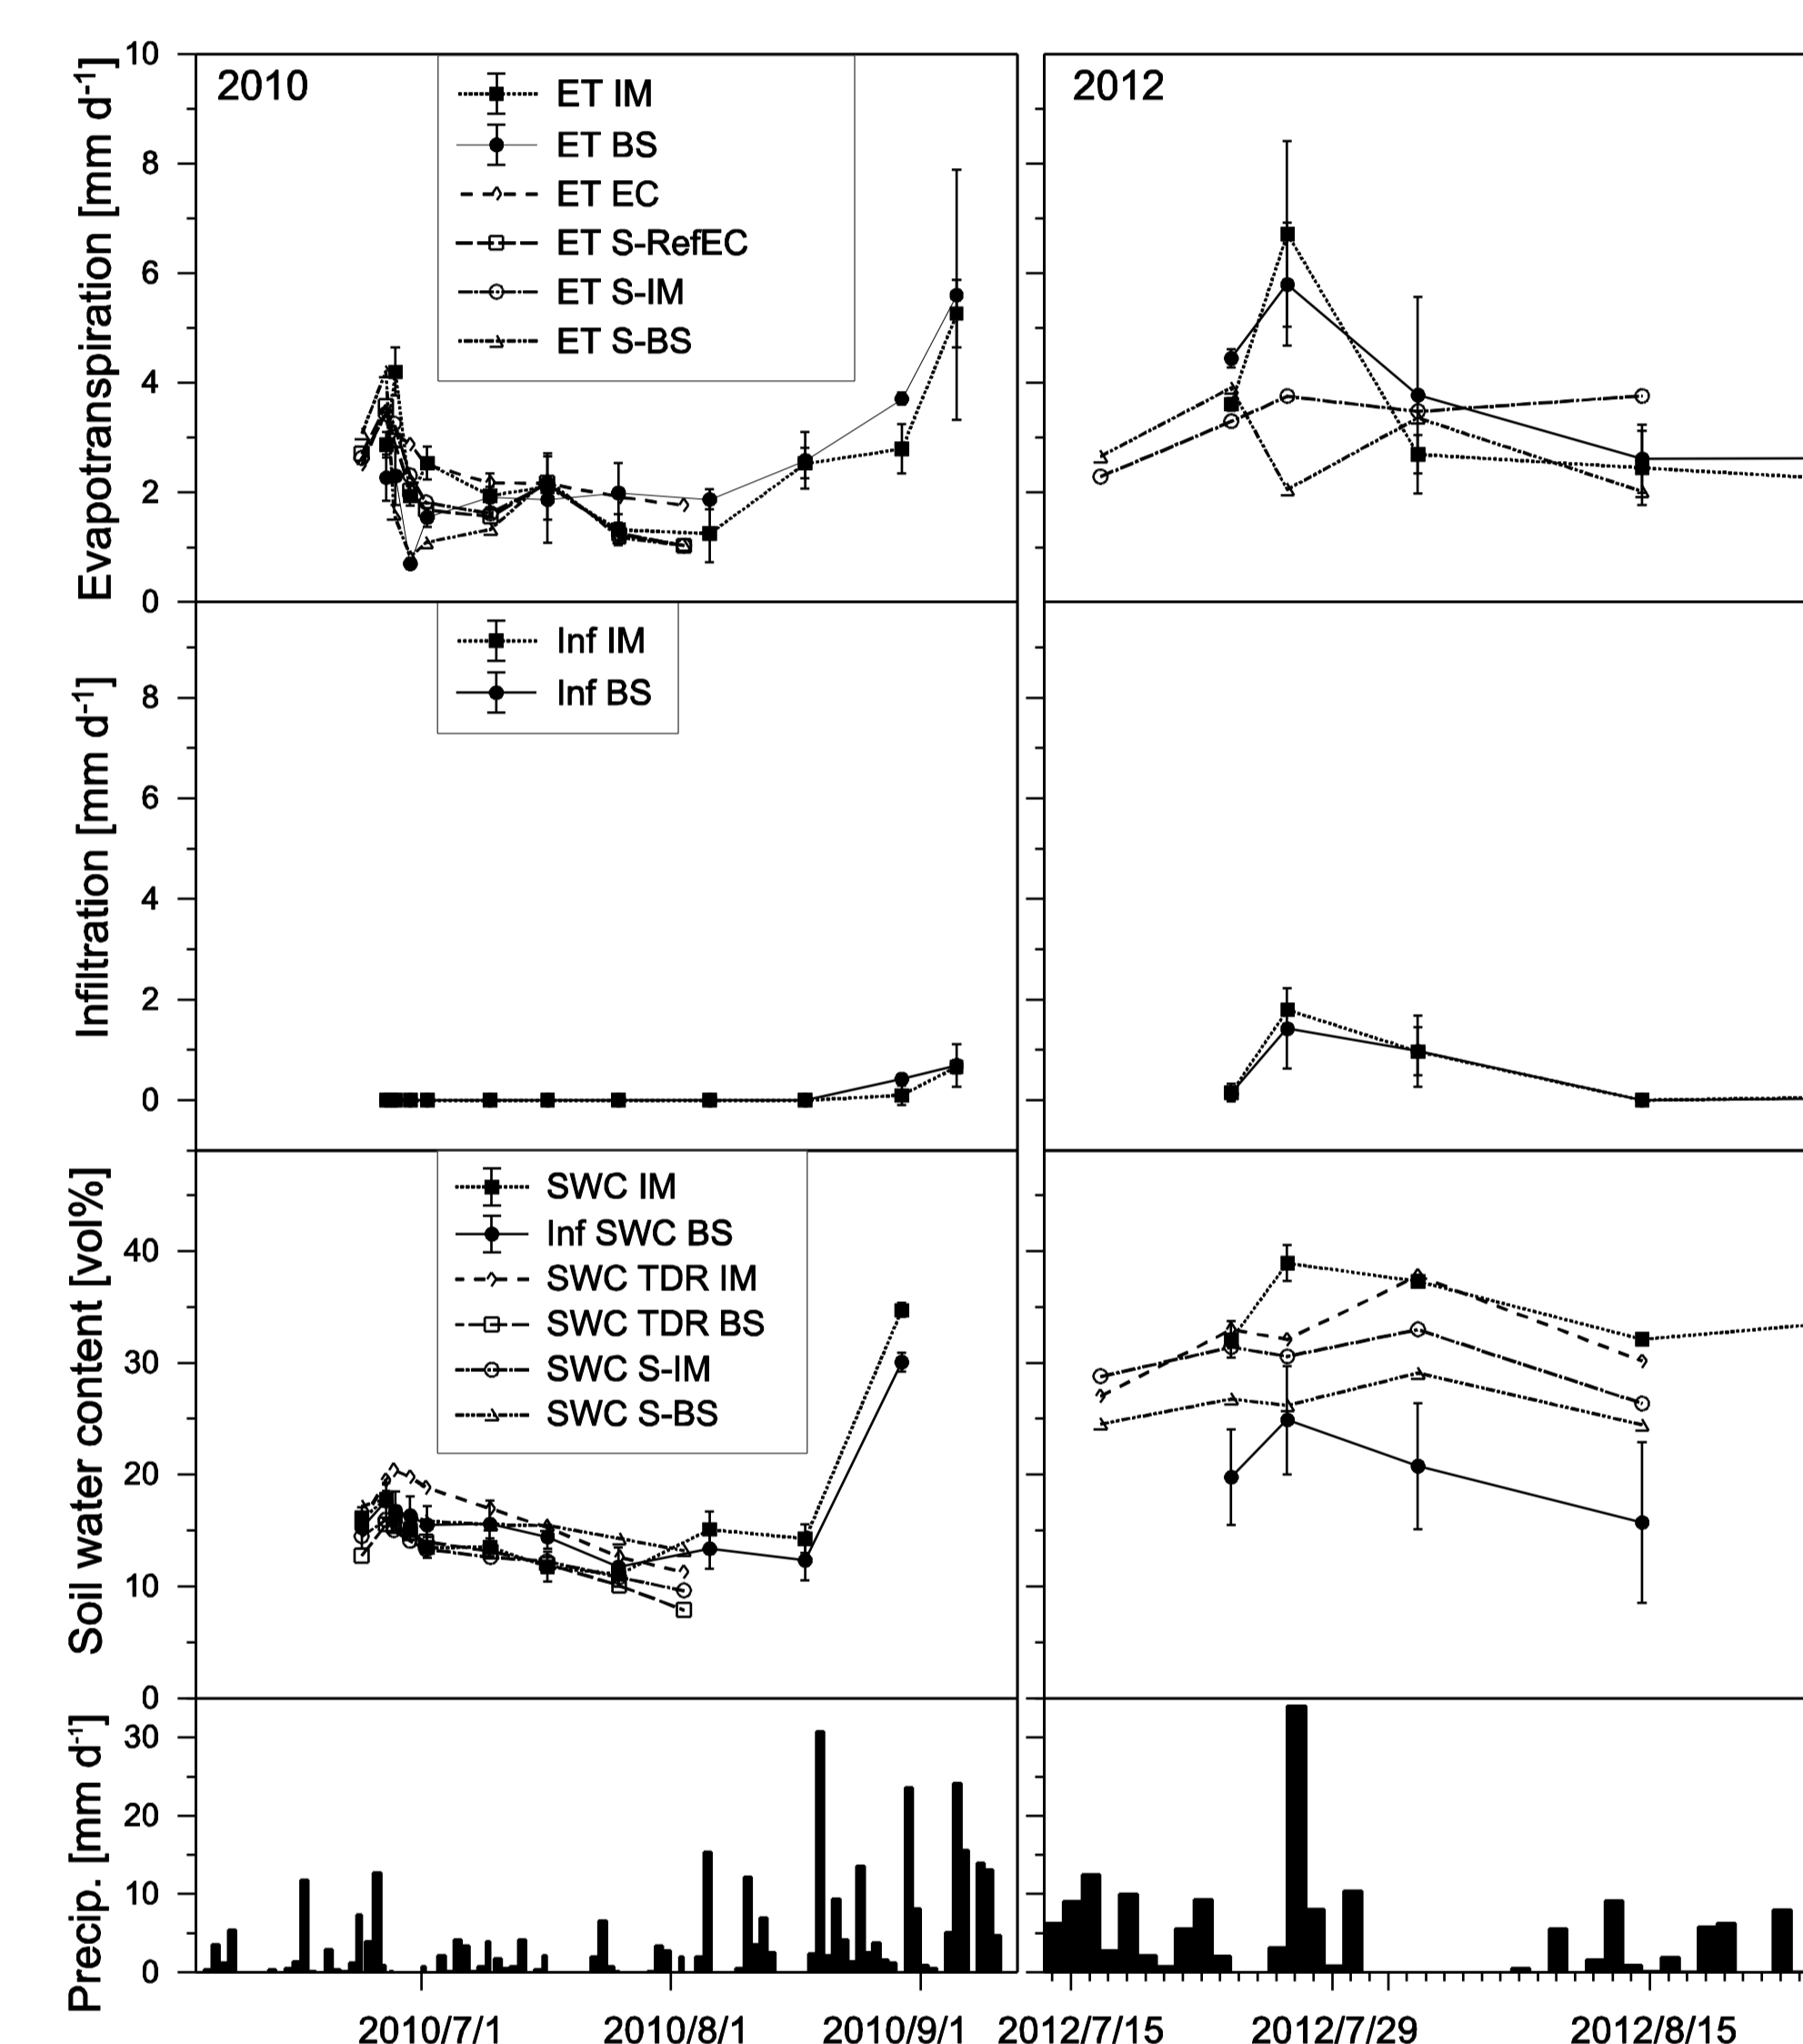 Evapotranspiration [mm d-1]
10
8
6
4
2
0
2010
ET IM
ET BS
ET EC
ET S-RefEC
ET S-IM
ET S-BS
2012
Infiltration [mm d-1]
8
6
4
2
0
Inf IM
Inf BS
Soil water content [vol%]
40
30
20
10
0
SWC IM
Inf SWC BS
SWC TDR IM
SWC TDR BS
SWC S-IM
SWC S-BS
Precip. [mm d-1]
30
20
10
0
2010/7/1 2010/8/1 2010/9/1 2012/7/15 2012/7/29 2012/8/15